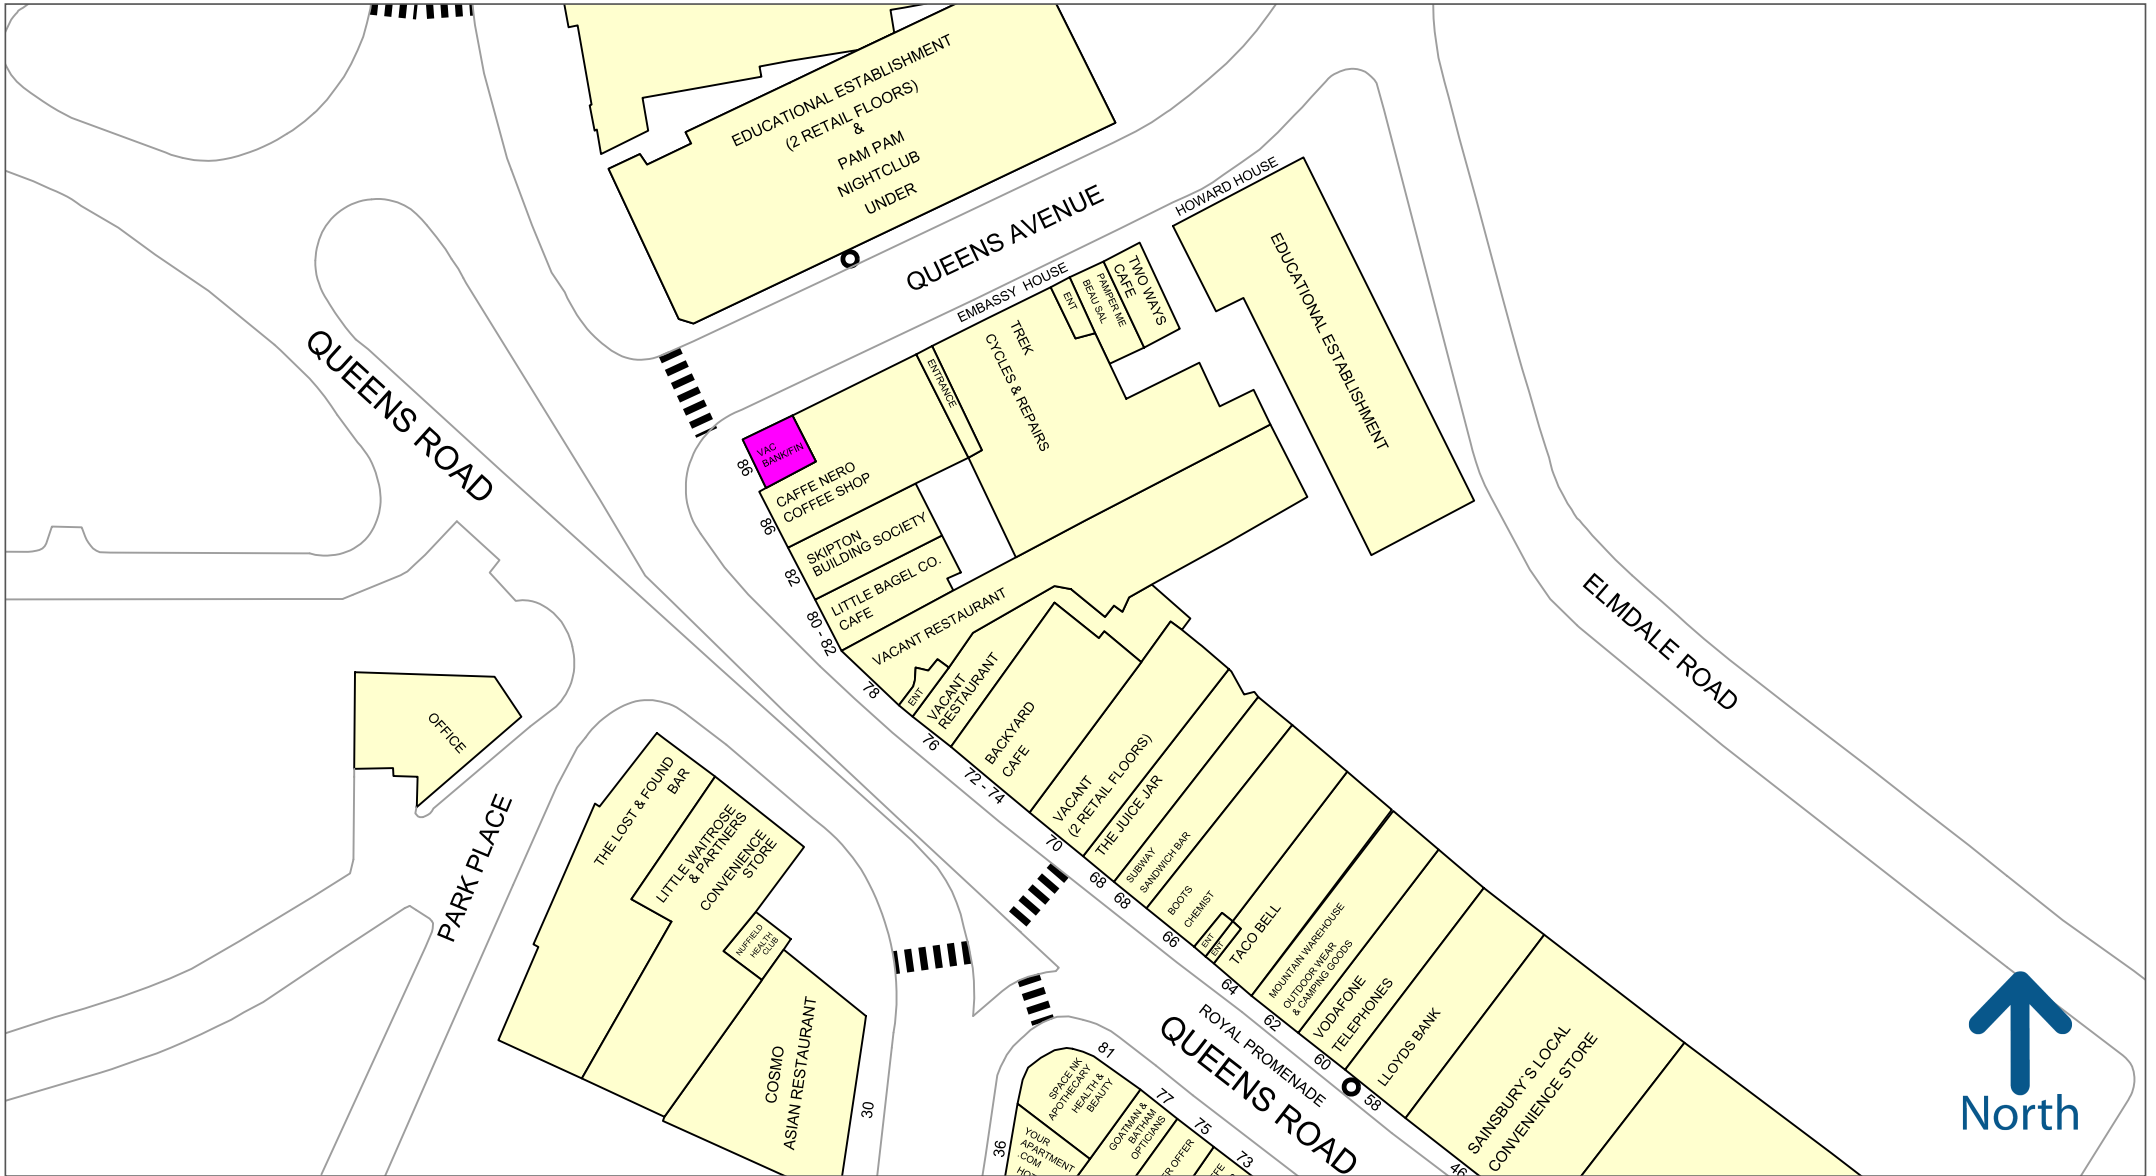 EDUCATIONAL ESTABLISHMENT
(2 RETAIL FLOORS)
&
PAM PAM
NIGHTCLUB
UNDER
QUEENS AVENUE
HOWARD HOUSE
EDUCATIONAL ESTABLISHMENT
EMBASSY HOUSE
TWO WAYS
CAFE
PAMPER ME
BEAU SAL
ENT
TREK
CYCLES & REPAIRS
ENTRANCE
QUEENS ROAD
VAC
BANK/FIN
86
CAFFE NERO
COFFEE SHOP
86
SKIPTON
BUILDING SOCIETY
82
LITTLE BAGEL CO.
CAFE
80 - 82
VACANT RESTAURANT
78
ENT
VACANT
RESTAURANT
76
BACKYARD
CAFE
72 - 74
VACANT
(2 RETAIL FLOORS)
70
THE JUICE JAR
68
SUBWAY
SANDWICH BAR
68
BOOTS
CHEMIST
66
ENT
ENT
TACO BELL
64
MOUNTAIN WAREHOUSE
OUTDOOR WEAR
& CAMPING GOODS
62
VODAFONE
TELEPHONES
60
LLOYDS BANK
58
SAINSBURY`S LOCAL
CONVENIENCE STORE
46
ELMDALE ROAD
OFFICE
PARK PLACE
THE LOST & FOUND
BAR
LITTLE WAITROSE
& PARTNERS
CONVENIENCE
STORE
NUFFIELD
HEALTH
CLUB
COSMO
ASIAN RESTAURANT
30
ROYAL PROMENADE
QUEENS ROAD
81
SPACE NK
APOTHECARY
HEALTH &
BEAUTY
77
GOATMAN &
BATHAM
OPTICIANS
75
R OFFER
73
FE
36
YOUR
APARTMENT
.COM
HOT
North